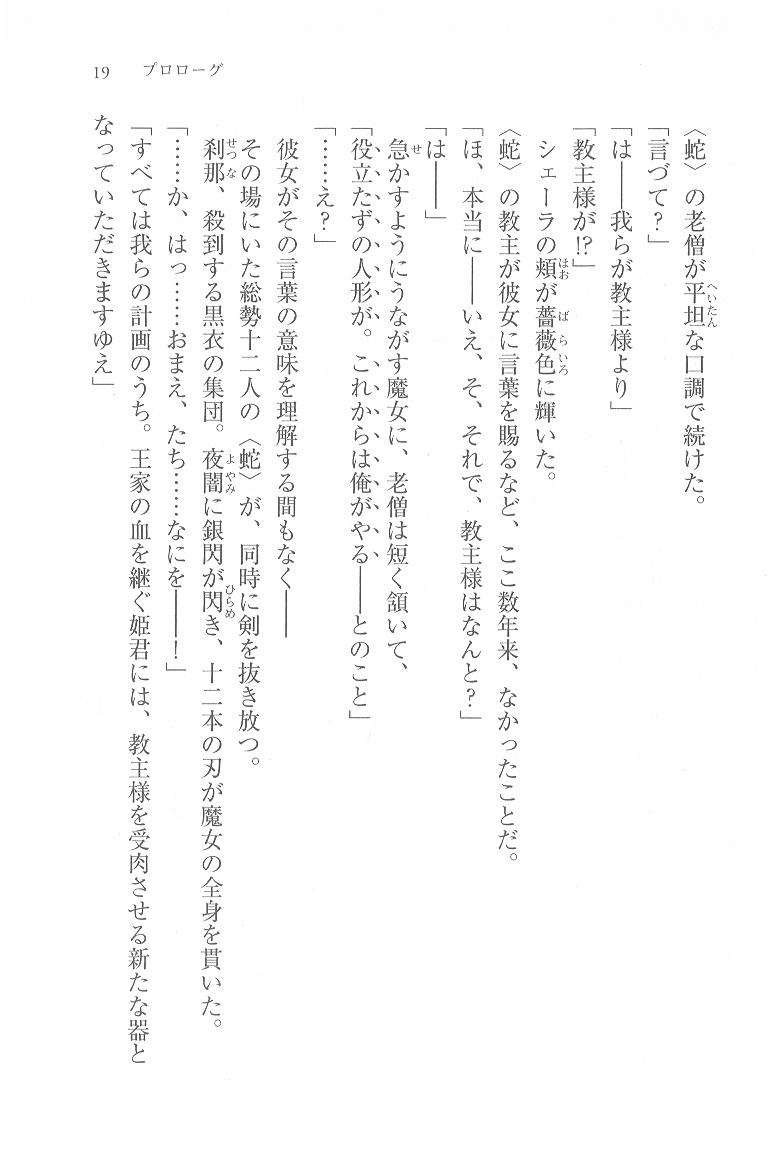 19　プロローグ
〈蛇〉の老僧が平坦な口調で続けた。
「言づて？」
「は――我らが教主様より」
「教主様が!?」
シェーラの頬が薔薇色に輝いた。
〈蛇〉の教主が彼女に言葉を賜るなど、ここ数年来、なかったことだ。
「ほ、本当に――いえ、そ、それで、教主様はなんと？」
「は――」
急かすようにうながす魔女に、老僧は短く頷いて、
「役立たずの人形が。これからは俺がやる――とのこと」
「……え？」
彼女がその言葉の意味を理解する間もなく――
その場にいた総勢十二人の〈蛇〉が、同時に剣を抜き放つ。
刹那、殺到する黒衣の集団。夜闇に銀閃が閃き、十二本の刃が魔女の全身を貫いた。
「……か、はっ……おまえ、たち……なにを――！」
「すべては我らの計画のうち。王家の血を継ぐ姫君には、教主様を受肉させる新たな器と
なっていただきますゆえ」